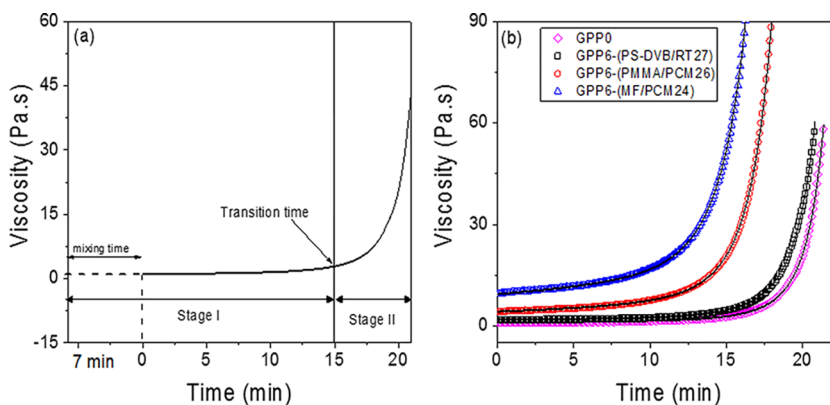 (a)
60
45
30
15
0
-15
Viscosity (Pa.s)
Transition time
mixing time
Stage I
Stage II
7 min
0
5
10
15
20
Time (min)
(b)
GPP0
GPP6-(PS-DVB/RT27)
GPP6-(PMMA/PCM26)
GPP6-(MF/PCM24)
90
60
30
0
Viscosity (Pa.s)
0
5
10
15
20
Time (min)